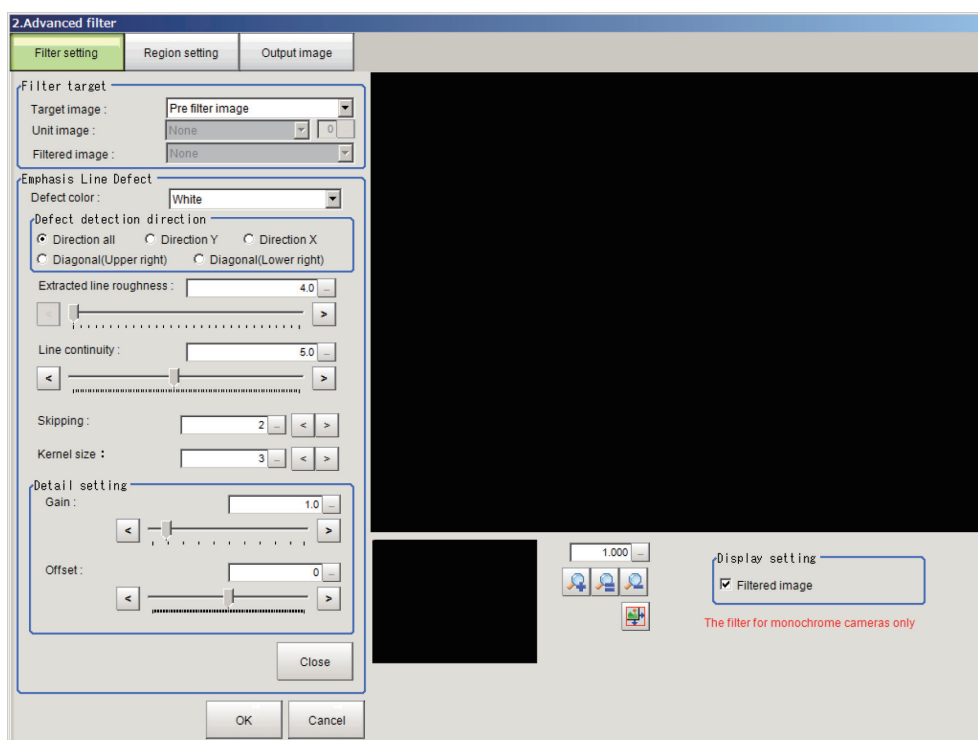 2.Advanced filter
Filter setting
Region setting
Output image
Filter target
Target image :
Pre filter image
Unit image :
None
0
Filtered image :
None
Emphasis Line Defect
Defect color :
White
Defect detection direction
Direction all
Direction Y
Direction X
Diagonal(Upper right)
Diagonal(Lower right)
Extracted line roughness :
4.0
...
<
>
Line continuity :
5.0
...
<
>
Skipping :
2
...
<
>
Kernel size :
3
...
<
>
Detail setting
Gain :
1.0
...
<
>
Offset :
0
...
<
>
Close
OK
Cancel
1.000
...
Display setting
Filtered image
The filter for monochrome cameras only